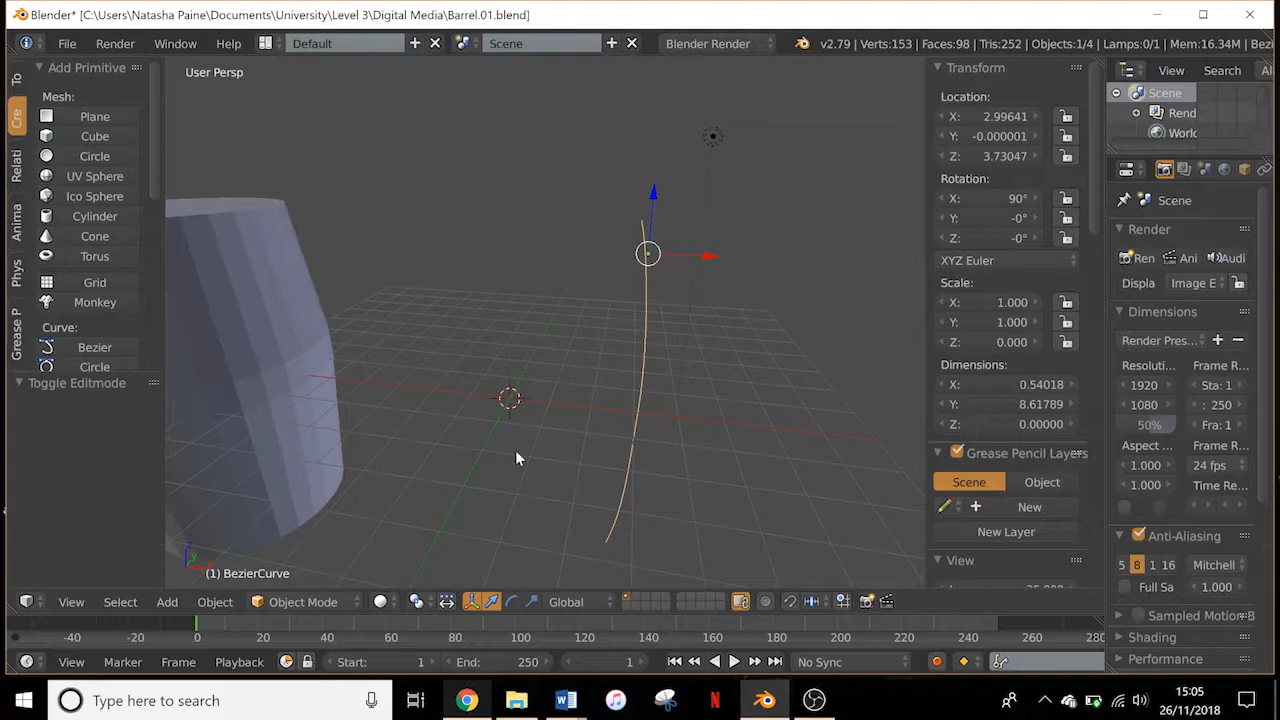 Blender* [C:\Users\Natasha Paine\Documents\University\Level 3\Digital Media\Barrel.01.blend]
File Render Window Help Default Scene Blender Render v2.79 | Verts:153 | Faces:98 | Tris:252 | Objects:1/4 | Lamps:0/1 | Mem:16.34M | Bezi
Add Primitive
Mesh:
Plane
Cube
Circle
UV Sphere
Ico Sphere
Cylinder
Cone
Torus
Grid
Monkey
Curve:
Bezier
Circle
Toggle Editmode
To
Cre
Relati
Anima
Phys
Grease P
User Persp
(1) BezierCurve
Transform
Location:
X: 2.99641
Y: -0.000001
Z: 3.73047
Rotation:
X: 90°
Y: -0°
Z: -0°
XYZ Euler
Scale:
X: 1.000
Y: 1.000
Z: 0.000
Dimensions:
X: 0.54018
Y: 8.61789
Z: 0.00000
Grease Pencil Layers
Scene Object
New
New Layer
View
View Search Al
Scene
Rend
Worlc
Scene
Render
Ren Ani Audi
Displa Image E
Dimensions
Render Pres...
Resoluti... Frame R...
1920 Sta: 1
1080 : 250
50% Fra: 1
Aspect ... Frame R...
1.000 24 fps
1.000 Time Re...
Anti-Aliasing
5 8 1 16 Mitchell
Full Sa 1.000
Sampled Motion B
Shading
Performance
View Select Add Object Object Mode Global
-40 -20 0 20 40 60 80 100 120 140 160 180 200 220 240 260 280
View Marker Frame Playback Start: 1 End: 250 1 No Sync
Type here to search
15:05
26/11/2018